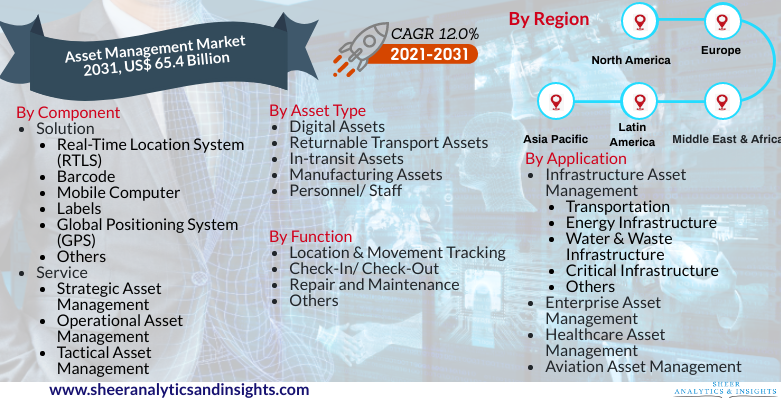 Asset Management Market
2031, US$ 65.4 Billion
CAGR 12.0%
2021-2031
By Region
North America
Europe
Asia Pacific
Latin
America
Middle East & Africa
By Component
• Solution
• Real-Time Location System
(RTLS)
• Barcode
• Mobile Computer
• Labels
• Global Positioning System
(GPS)
• Others
• Service
• Strategic Asset
Management
• Operational Asset
Management
• Tactical Asset
Management
By Asset Type
• Digital Assets
• Returnable Transport Assets
• In-transit Assets
• Manufacturing Assets
• Personnel/ Staff
By Function
• Location & Movement Tracking
• Check-In/ Check-Out
• Repair and Maintenance
• Others
By Application
• Infrastructure Asset
Management
• Transportation
• Energy Infrastructure
• Water & Waste
Infrastructure
• Critical Infrastructure
• Others
• Enterprise Asset
Management
• Healthcare Asset
Management
• Aviation Asset Management
www.sheeranalyticsandinsights.com
SHEER
ANALYTICS & INSIGHTS